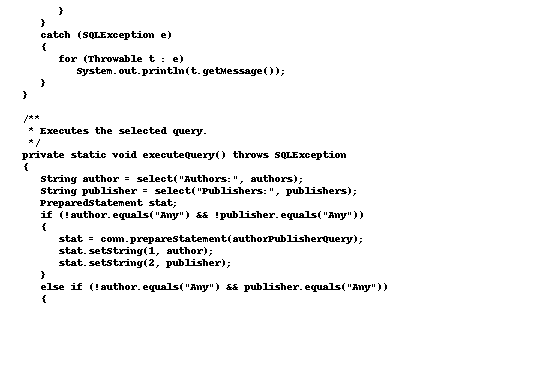 }
}
catch (SQLException e)
{
for (Throwable t : e)
System.out.println(t.getMessage());
}
}
/**
* Executes the selected query.
*/
private static void executeQuery() throws SQLException
{
String author = select("Authors:", authors);
String publisher = select("Publishers:", publishers);
PreparedStatement stat;
if (!author.equals("Any") && !publisher.equals("Any"))
{
stat = conn.prepareStatement(authorPublisherQuery);
stat.setString(1, author);
stat.setString(2, publisher);
}
else if (!author.equals("Any") && publisher.equals("Any"))
{